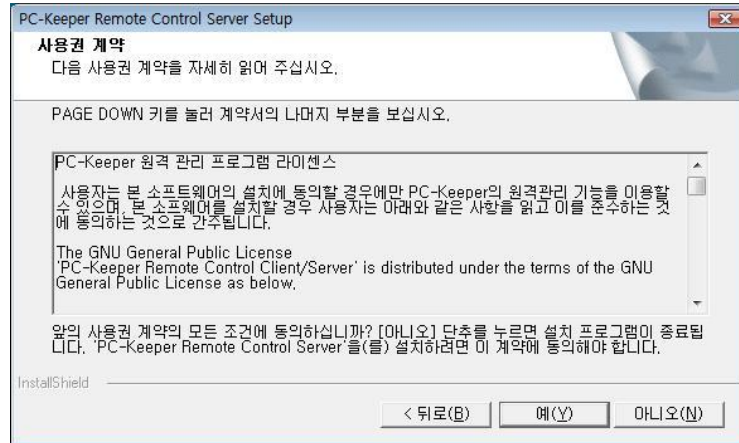 PC-Keeper Remote Control Server Setup
사용권 계약
다음 사용권 계약을 자세히 읽어 주십시오.
PAGE DOWN 키를 눌러 계약서의 나머지 부분을 보십시오.
PC-Keeper 원격 관리 프로그램 라이센스
사용자는 본 소프트웨어의 설치에 동의할 경우에만 PC-Keeper의 원격관리 기능을 이용할
수 있으며, 본 소프트웨어를 설치할 경우 사용자는 아래와 같은 사항을 읽고 이를 준수하는 것
에 동의하는 것으로 간주됩니다.
The GNU General Public License
'PC-Keeper Remote Control Client/Server' is distributed under the terms of the GNU
General Public License as below.
앞의 사용권 계약의 모든 조건에 동의하십니까? [아니오] 단추를 누르면 설치 프로그램이 종료됩
니다. 'PC-Keeper Remote Control Server'을(를) 설치하려면 이 계약에 동의해야 합니다.
InstallShield
< 뒤로(B) 예(Y) 아니오(N)